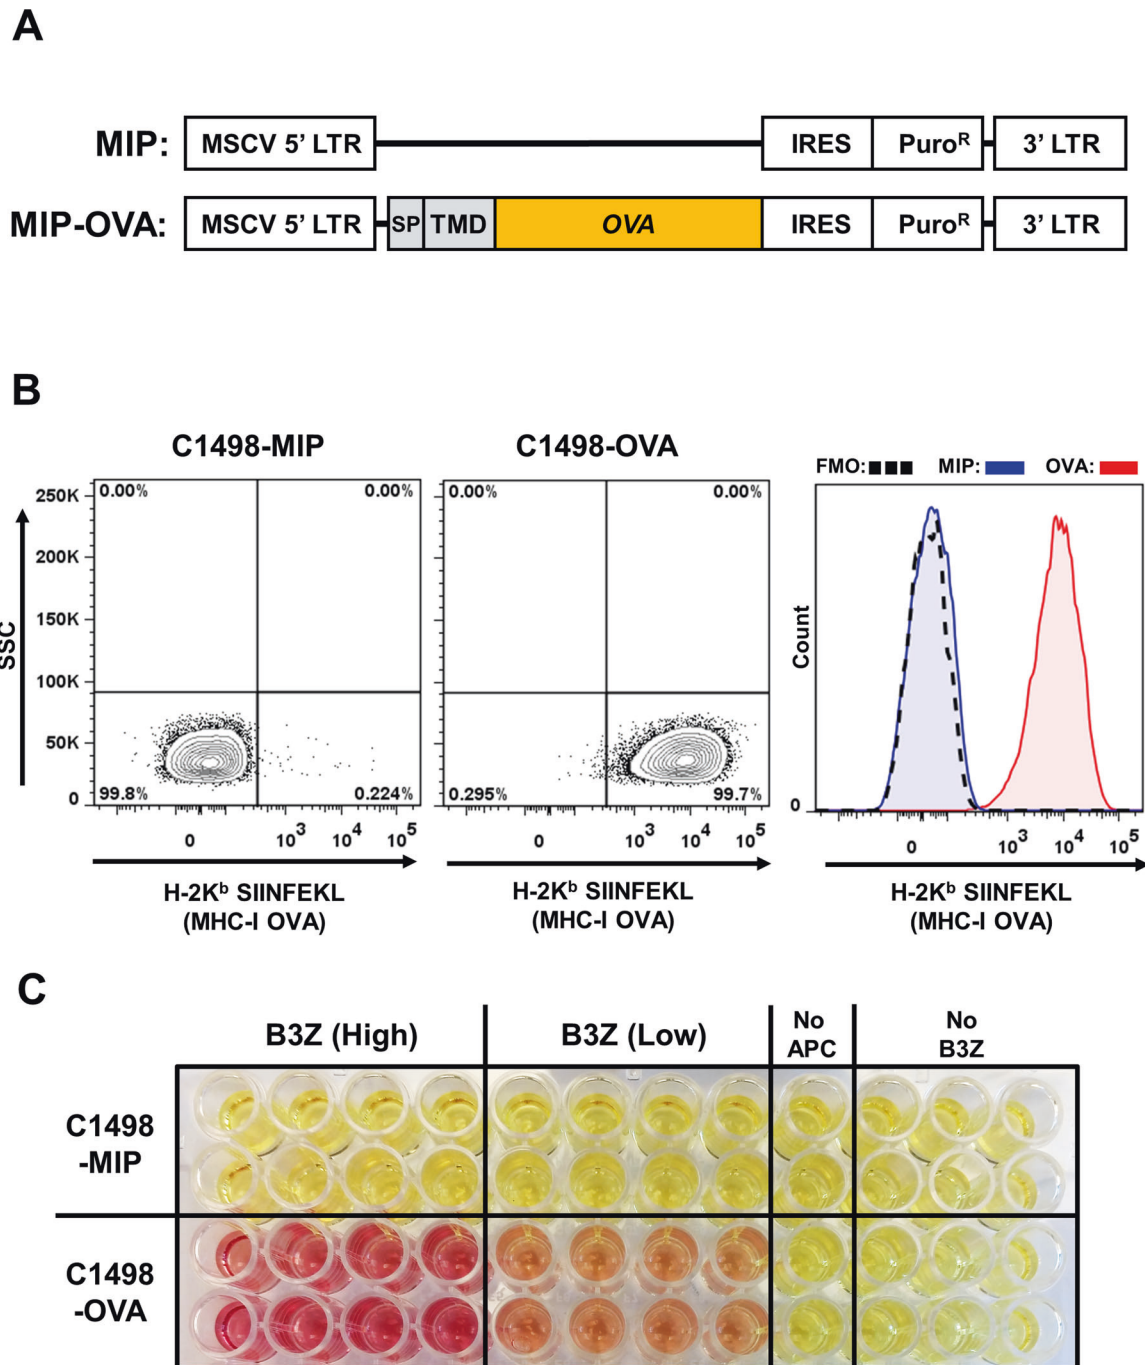 A
MIP: MSCV 5’ LTR IRES Puroᴿ 3’ LTR
MIP-OVA: MSCV 5’ LTR SP TMD OVA IRES Puroᴿ 3’ LTR
B
C1498-MIP
C1498-OVA
FMO: MIP: OVA:
SSC
250K
200K
150K
100K
50K
0
0.00% 0.00%
99.8% 0.224%
0 10³ 10⁴ 10⁵
H-2Kᵇ SIINFEKL
(MHC-I OVA)
0.00% 0.00%
0.295% 99.7%
0 10³ 10⁴ 10⁵
H-2Kᵇ SIINFEKL
(MHC-I OVA)
Count
0
0 10³ 10⁴ 10⁵
H-2Kᵇ SIINFEKL
(MHC-I OVA)
C
B3Z (High)
B3Z (Low)
No
APC
No
B3Z
C1498
-MIP
C1498
-OVA